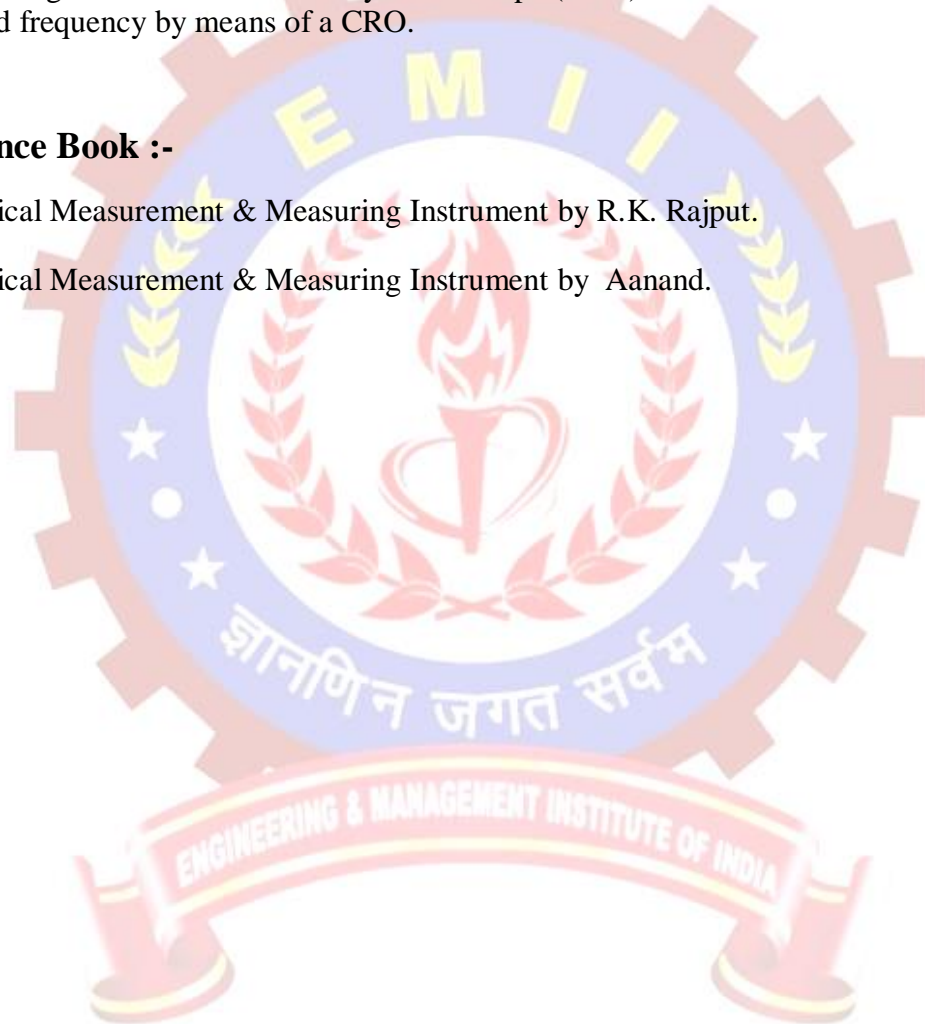 d frequency by means of a CRO.
nce Book :-
ical Measurement & Measuring Instrument by R.K. Rajput.
ical Measurement & Measuring Instrument by Aanand.
E M I I
ज्ञानणिन जगत सर्वम
ENGINEERING & MANAGEMENT INSTITUTE OF INDIA